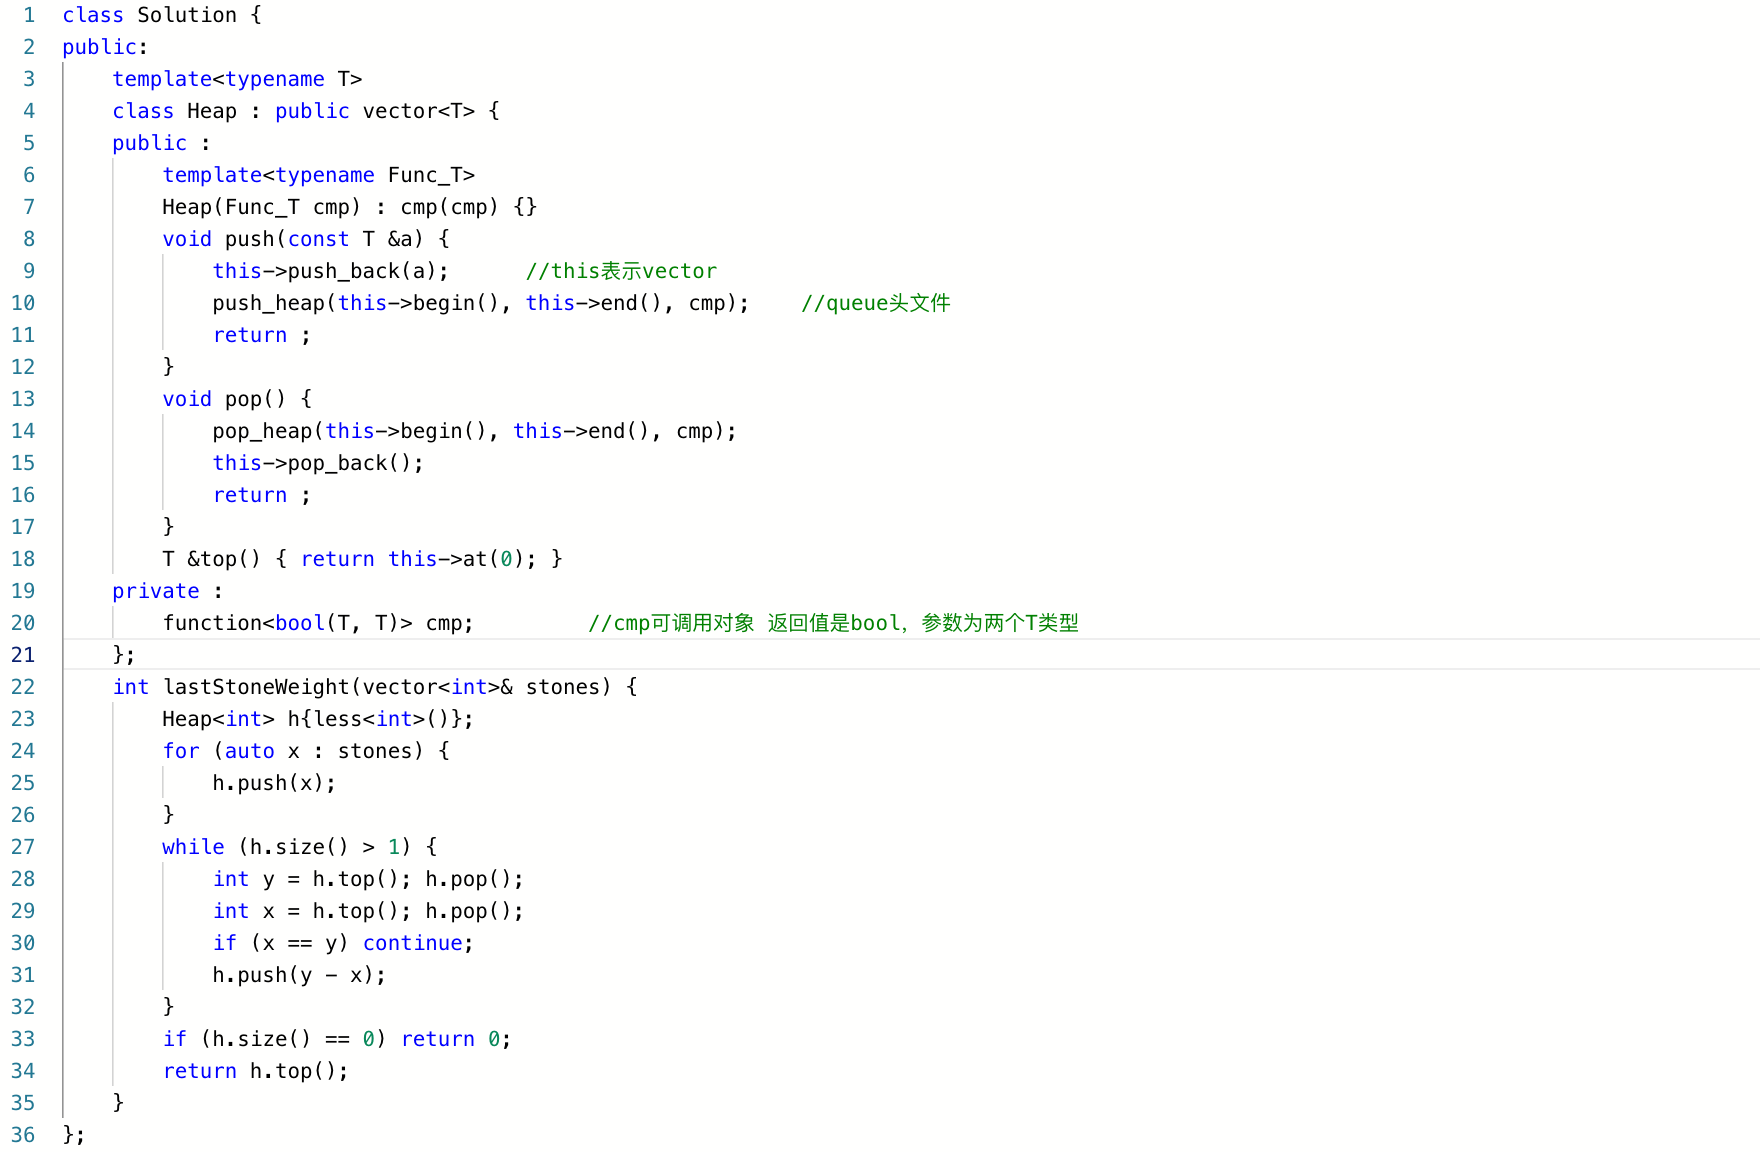 1 class Solution {
2 public:
3     template<typename T>
4     class Heap : public vector<T> {
5     public :
6         template<typename Func_T>
7         Heap(Func_T cmp) : cmp(cmp) {}
8         void push(const T &a) {
9             this->push_back(a);      //this表示vector
10             push_heap(this->begin(), this->end(), cmp);    //queue头文件
11             return ;
12         }
13         void pop() {
14             pop_heap(this->begin(), this->end(), cmp);
15             this->pop_back();
16             return ;
17         }
18         T &top() { return this->at(0); }
19     private :
20         function<bool(T, T)> cmp;         //cmp可调用对象 返回值是bool，参数为两个T类型
21     };
22     int lastStoneWeight(vector<int>& stones) {
23         Heap<int> h{less<int>()};
24         for (auto x : stones) {
25             h.push(x);
26         }
27         while (h.size() > 1) {
28             int y = h.top(); h.pop();
29             int x = h.top(); h.pop();
30             if (x == y) continue;
31             h.push(y - x);
32         }
33         if (h.size() == 0) return 0;
34         return h.top();
35     }
36 };